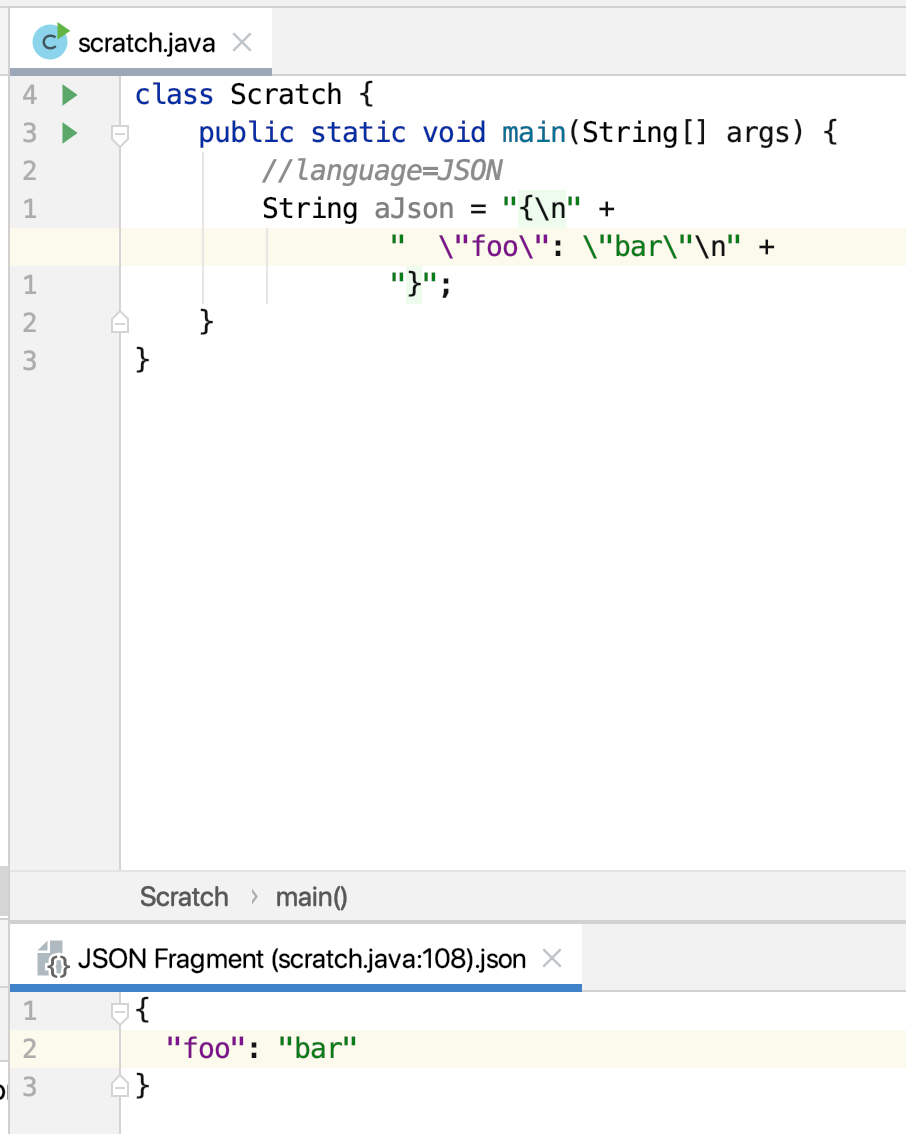 scratch.java
4 class Scratch {
3 public static void main(String[] args) {
2 //language=JSON
1 String aJson = "{\n" +
"  \"foo\": \"bar\"\n" +
1 "}";
2 }
3 }
Scratch › main()
JSON Fragment (scratch.java:108).json
1 {
2 "foo": "bar"
3 }